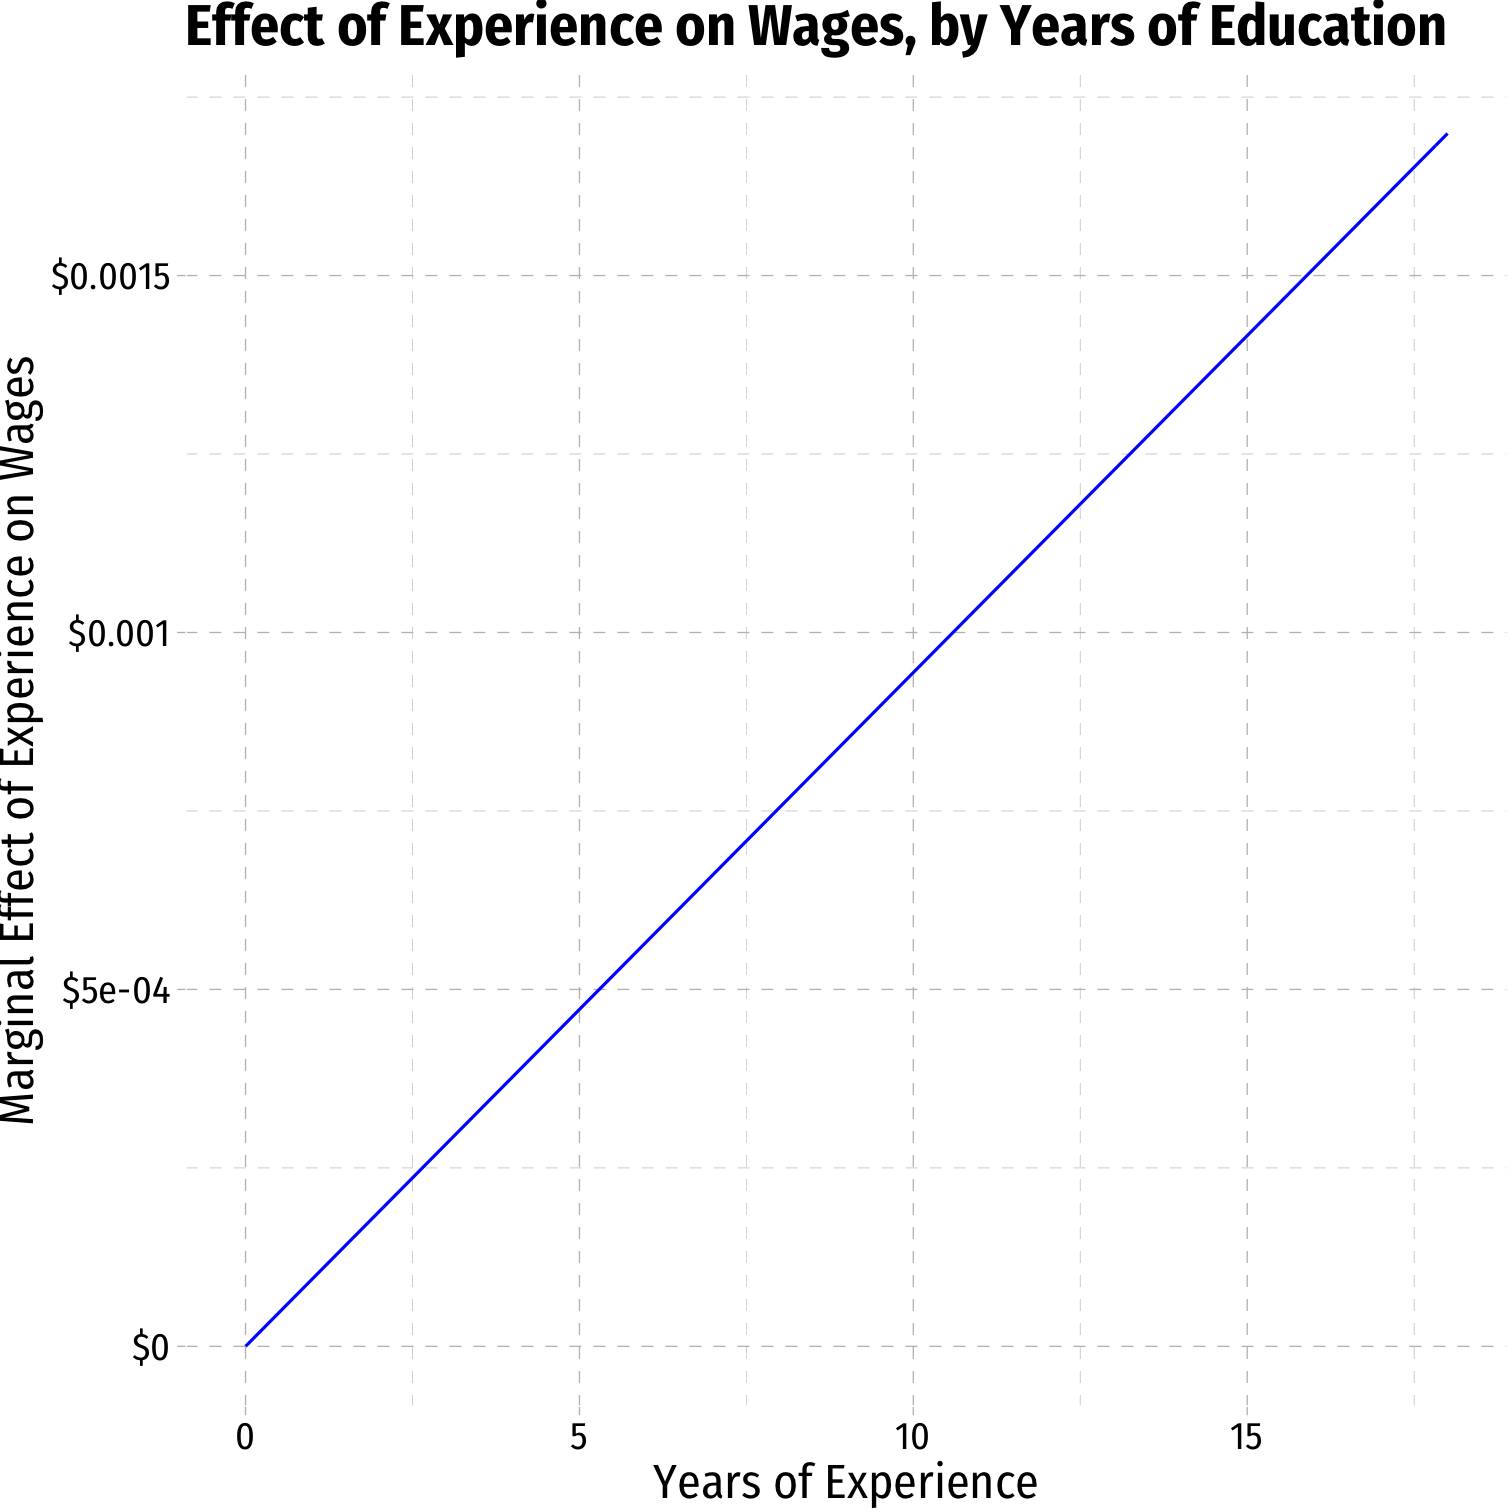 Effect of Experience on Wages, by Years of Education
Marginal Effect of Experience on Wages
$0.0015
$0.001
$5e-04
$0
0 5 10 15
Years of Experience